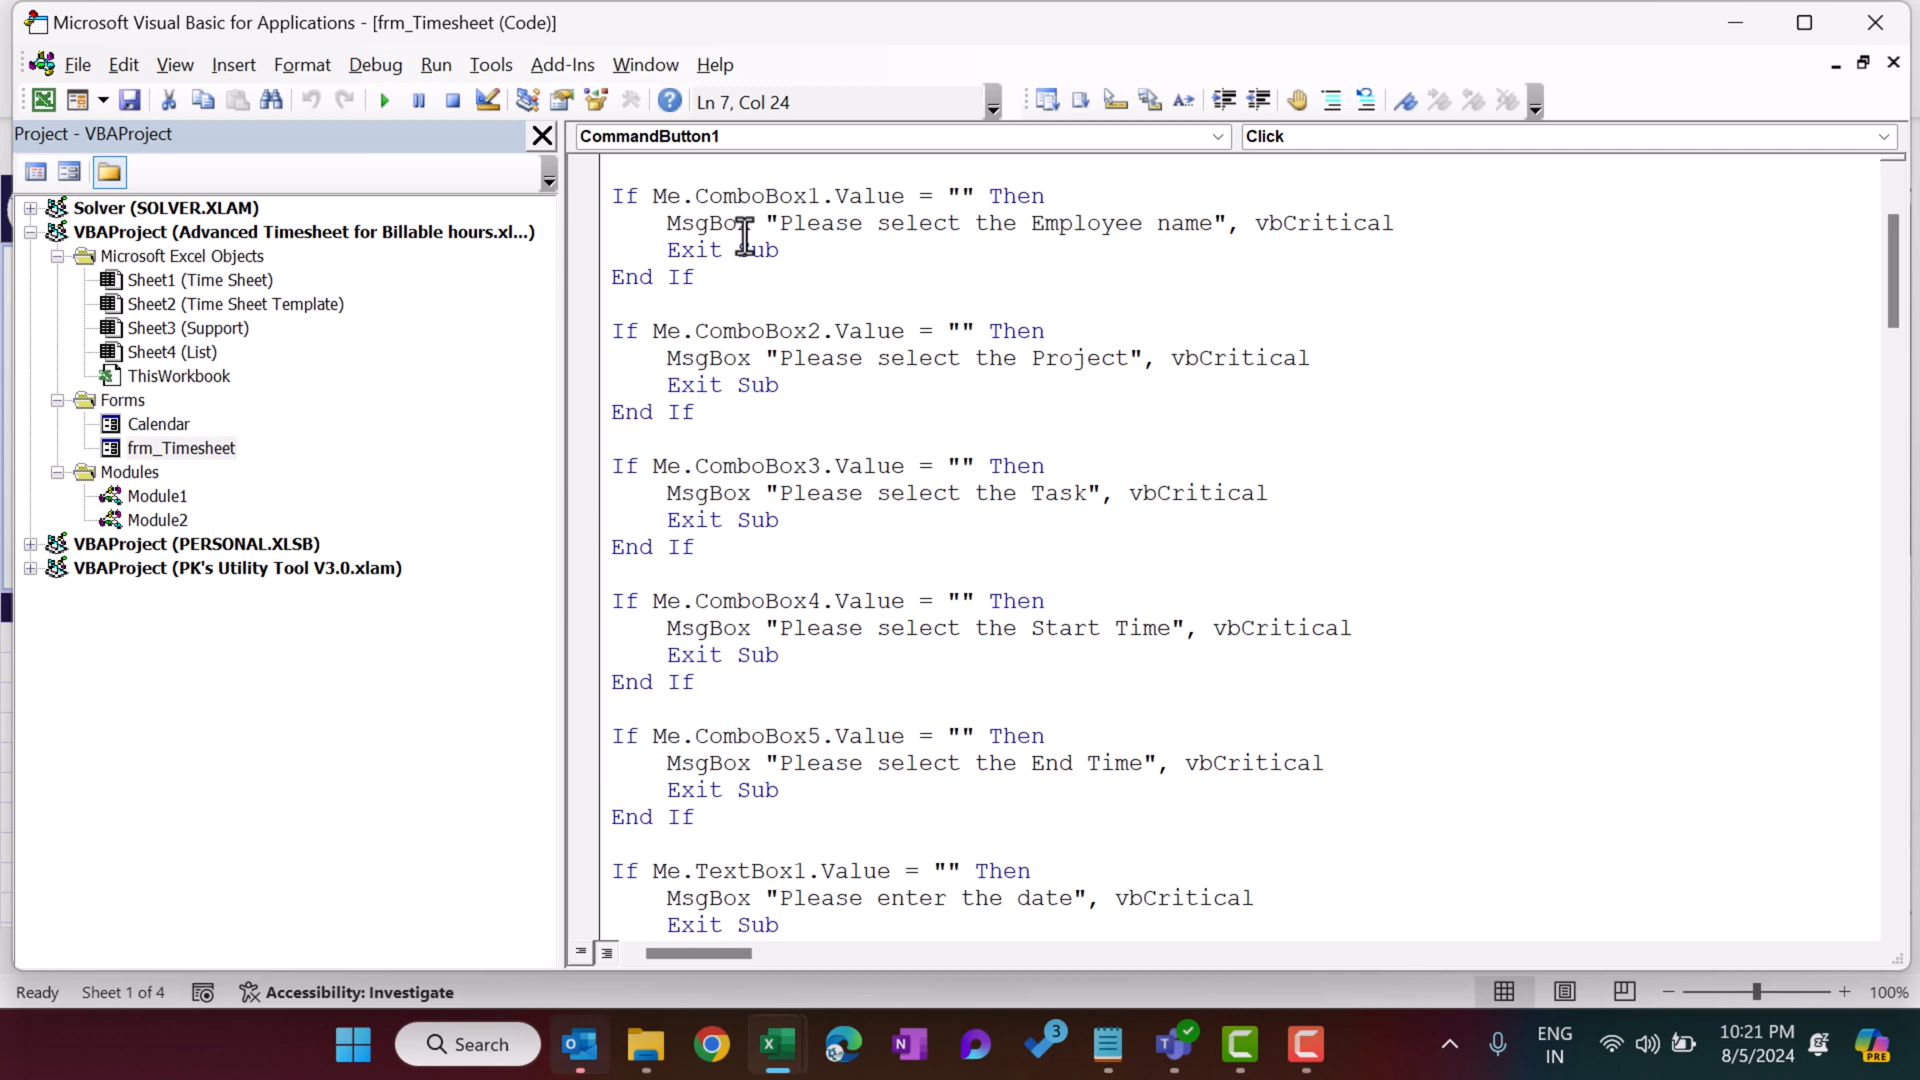 Microsoft Visual Basic for Applications - [frm_Timesheet (Code)]
File Edit View Insert Format Debug Run Tools Add-Ins Window Help
Ln 7, Col 24
Project - VBAProject
CommandButton1
Click
Solver (SOLVER.XLAM)
VBAProject (Advanced Timesheet for Billable hours.xl...)
Microsoft Excel Objects
Sheet1 (Time Sheet)
Sheet2 (Time Sheet Template)
Sheet3 (Support)
Sheet4 (List)
ThisWorkbook
Forms
Calendar
frm_Timesheet
Modules
Module1
Module2
VBAProject (PERSONAL.XLSB)
VBAProject (PK's Utility Tool V3.0.xlam)
If Me.ComboBox1.Value = "" Then
MsgBox "Please select the Employee name", vbCritical
Exit Sub
End If
If Me.ComboBox2.Value = "" Then
MsgBox "Please select the Project", vbCritical
Exit Sub
End If
If Me.ComboBox3.Value = "" Then
MsgBox "Please select the Task", vbCritical
Exit Sub
End If
If Me.ComboBox4.Value = "" Then
MsgBox "Please select the Start Time", vbCritical
Exit Sub
End If
If Me.ComboBox5.Value = "" Then
MsgBox "Please select the End Time", vbCritical
Exit Sub
End If
If Me.TextBox1.Value = "" Then
MsgBox "Please enter the date", vbCritical
Exit Sub
Ready Sheet 1 of 4 Accessibility: Investigate
100%
Search
3
ENG
IN
10:21 PM
8/5/2024
PRE